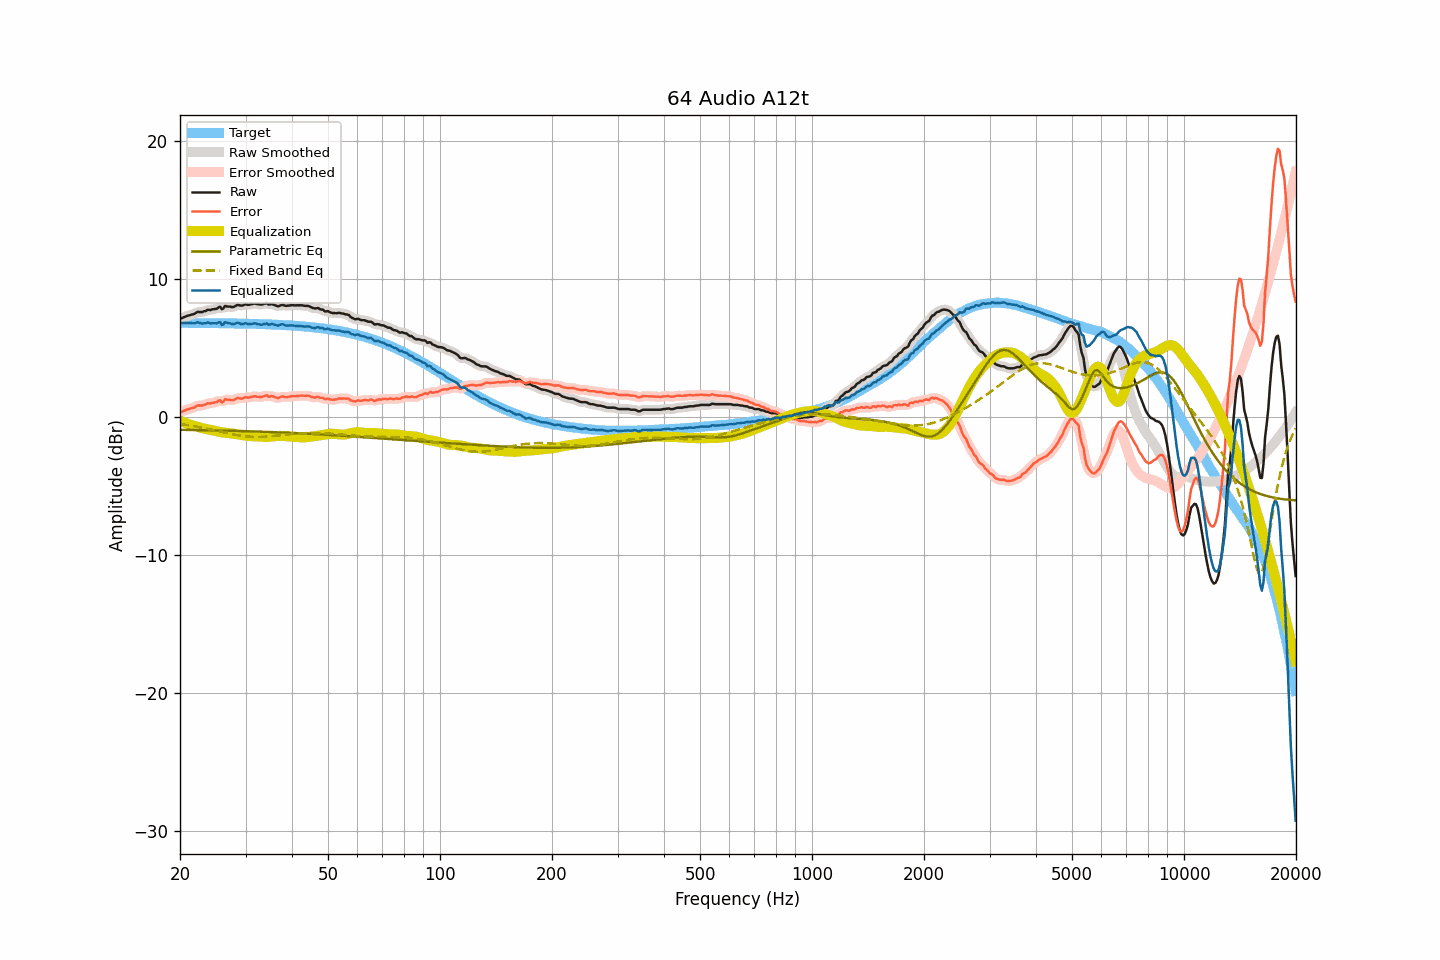 64 Audio A12t
Target
Raw Smoothed
Error Smoothed
Raw
Error
Equalization
Parametric Eq
Fixed Band Eq
Equalized
20
10
0
−10
−20
−30
Amplitude (dBr)
20 50 100 200 500 1000 2000 5000 10000 20000
Frequency (Hz)